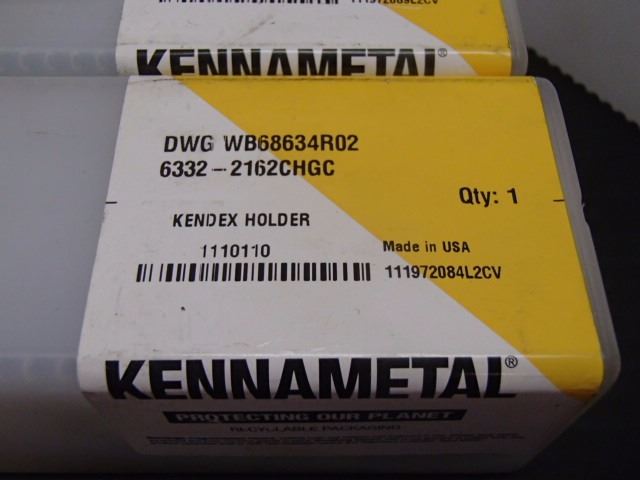 111972089L2CV
KENNAMETAL®
DWG WB68634R02
6332-2162CHGC
Qty: 1
KENDEX HOLDER
1110110
Made in USA
111972084L2CV
KENNAMETAL®
PROTECTING OUR PLANET
RECYCLABLE PACKAGING